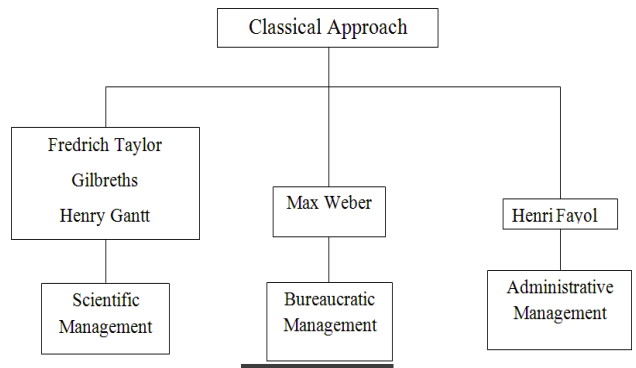 Classical Approach
Fredrich Taylor
Gilbreths
Henry Gantt
Max Weber
Henri Fayol
Scientific
Management
Bureaucratic
Management
Administrative
Management